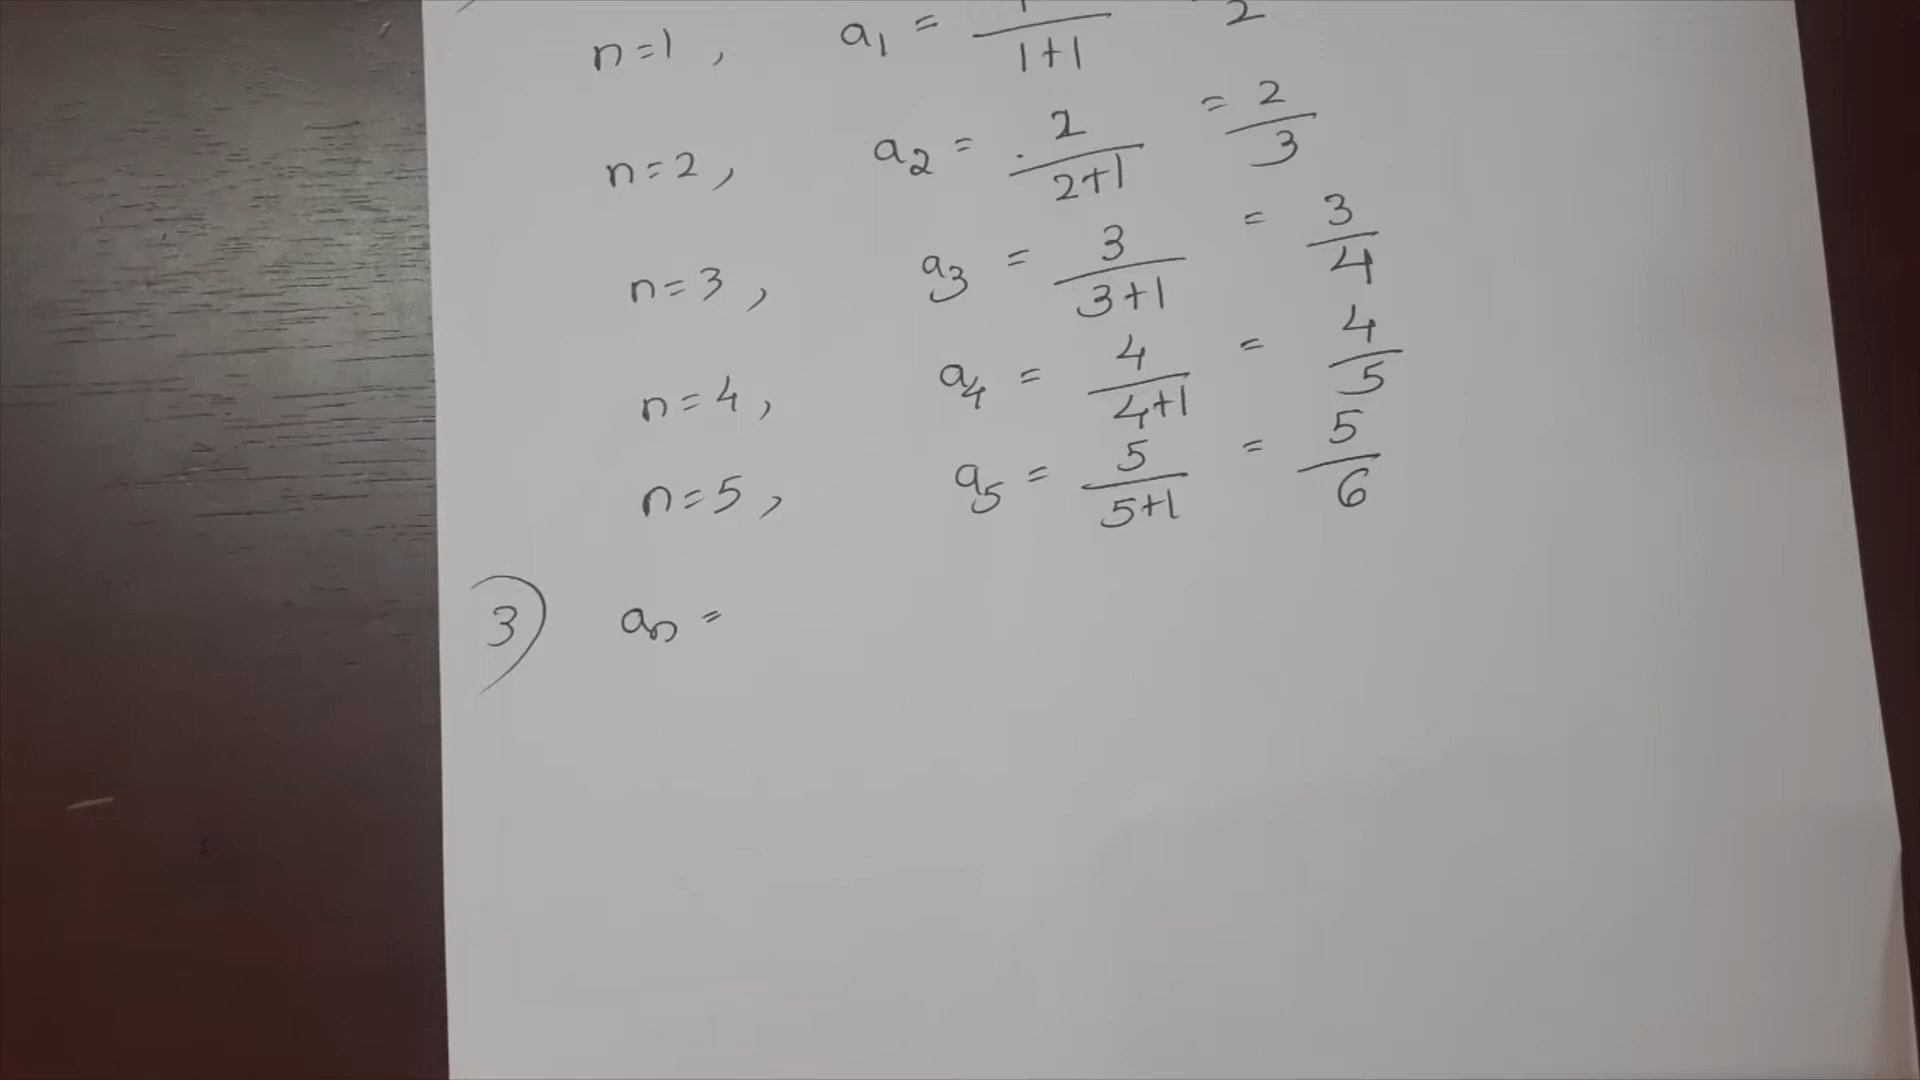 n=1 , a1 = 1/(1+1) 2
n=2, a2 = 2/(2+1) = 2/3
n=3 , a3 = 3/(3+1) = 3/4
n=4, a4 = 4/(4+1) = 4/5
n=5, a5 = 5/(5+1) = 5/6
3) an =